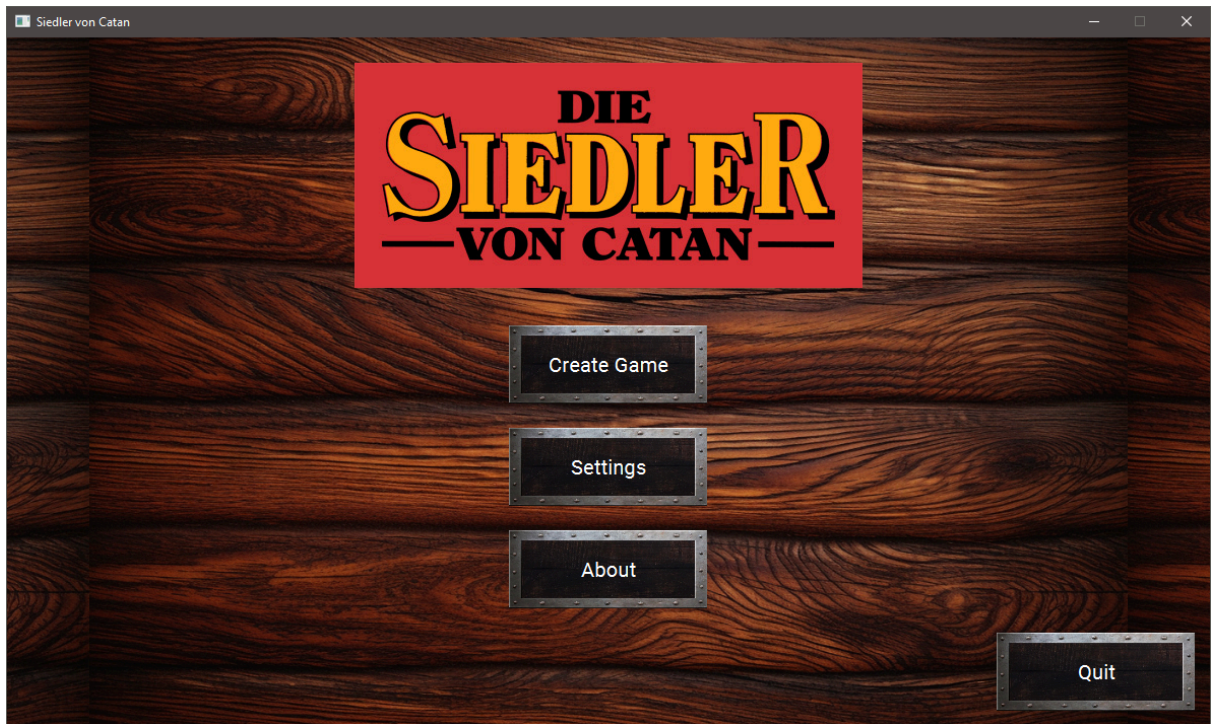 Siedler von Catan
DIE
SIEDLER
VON CATAN
Create Game
Settings
About
Quit